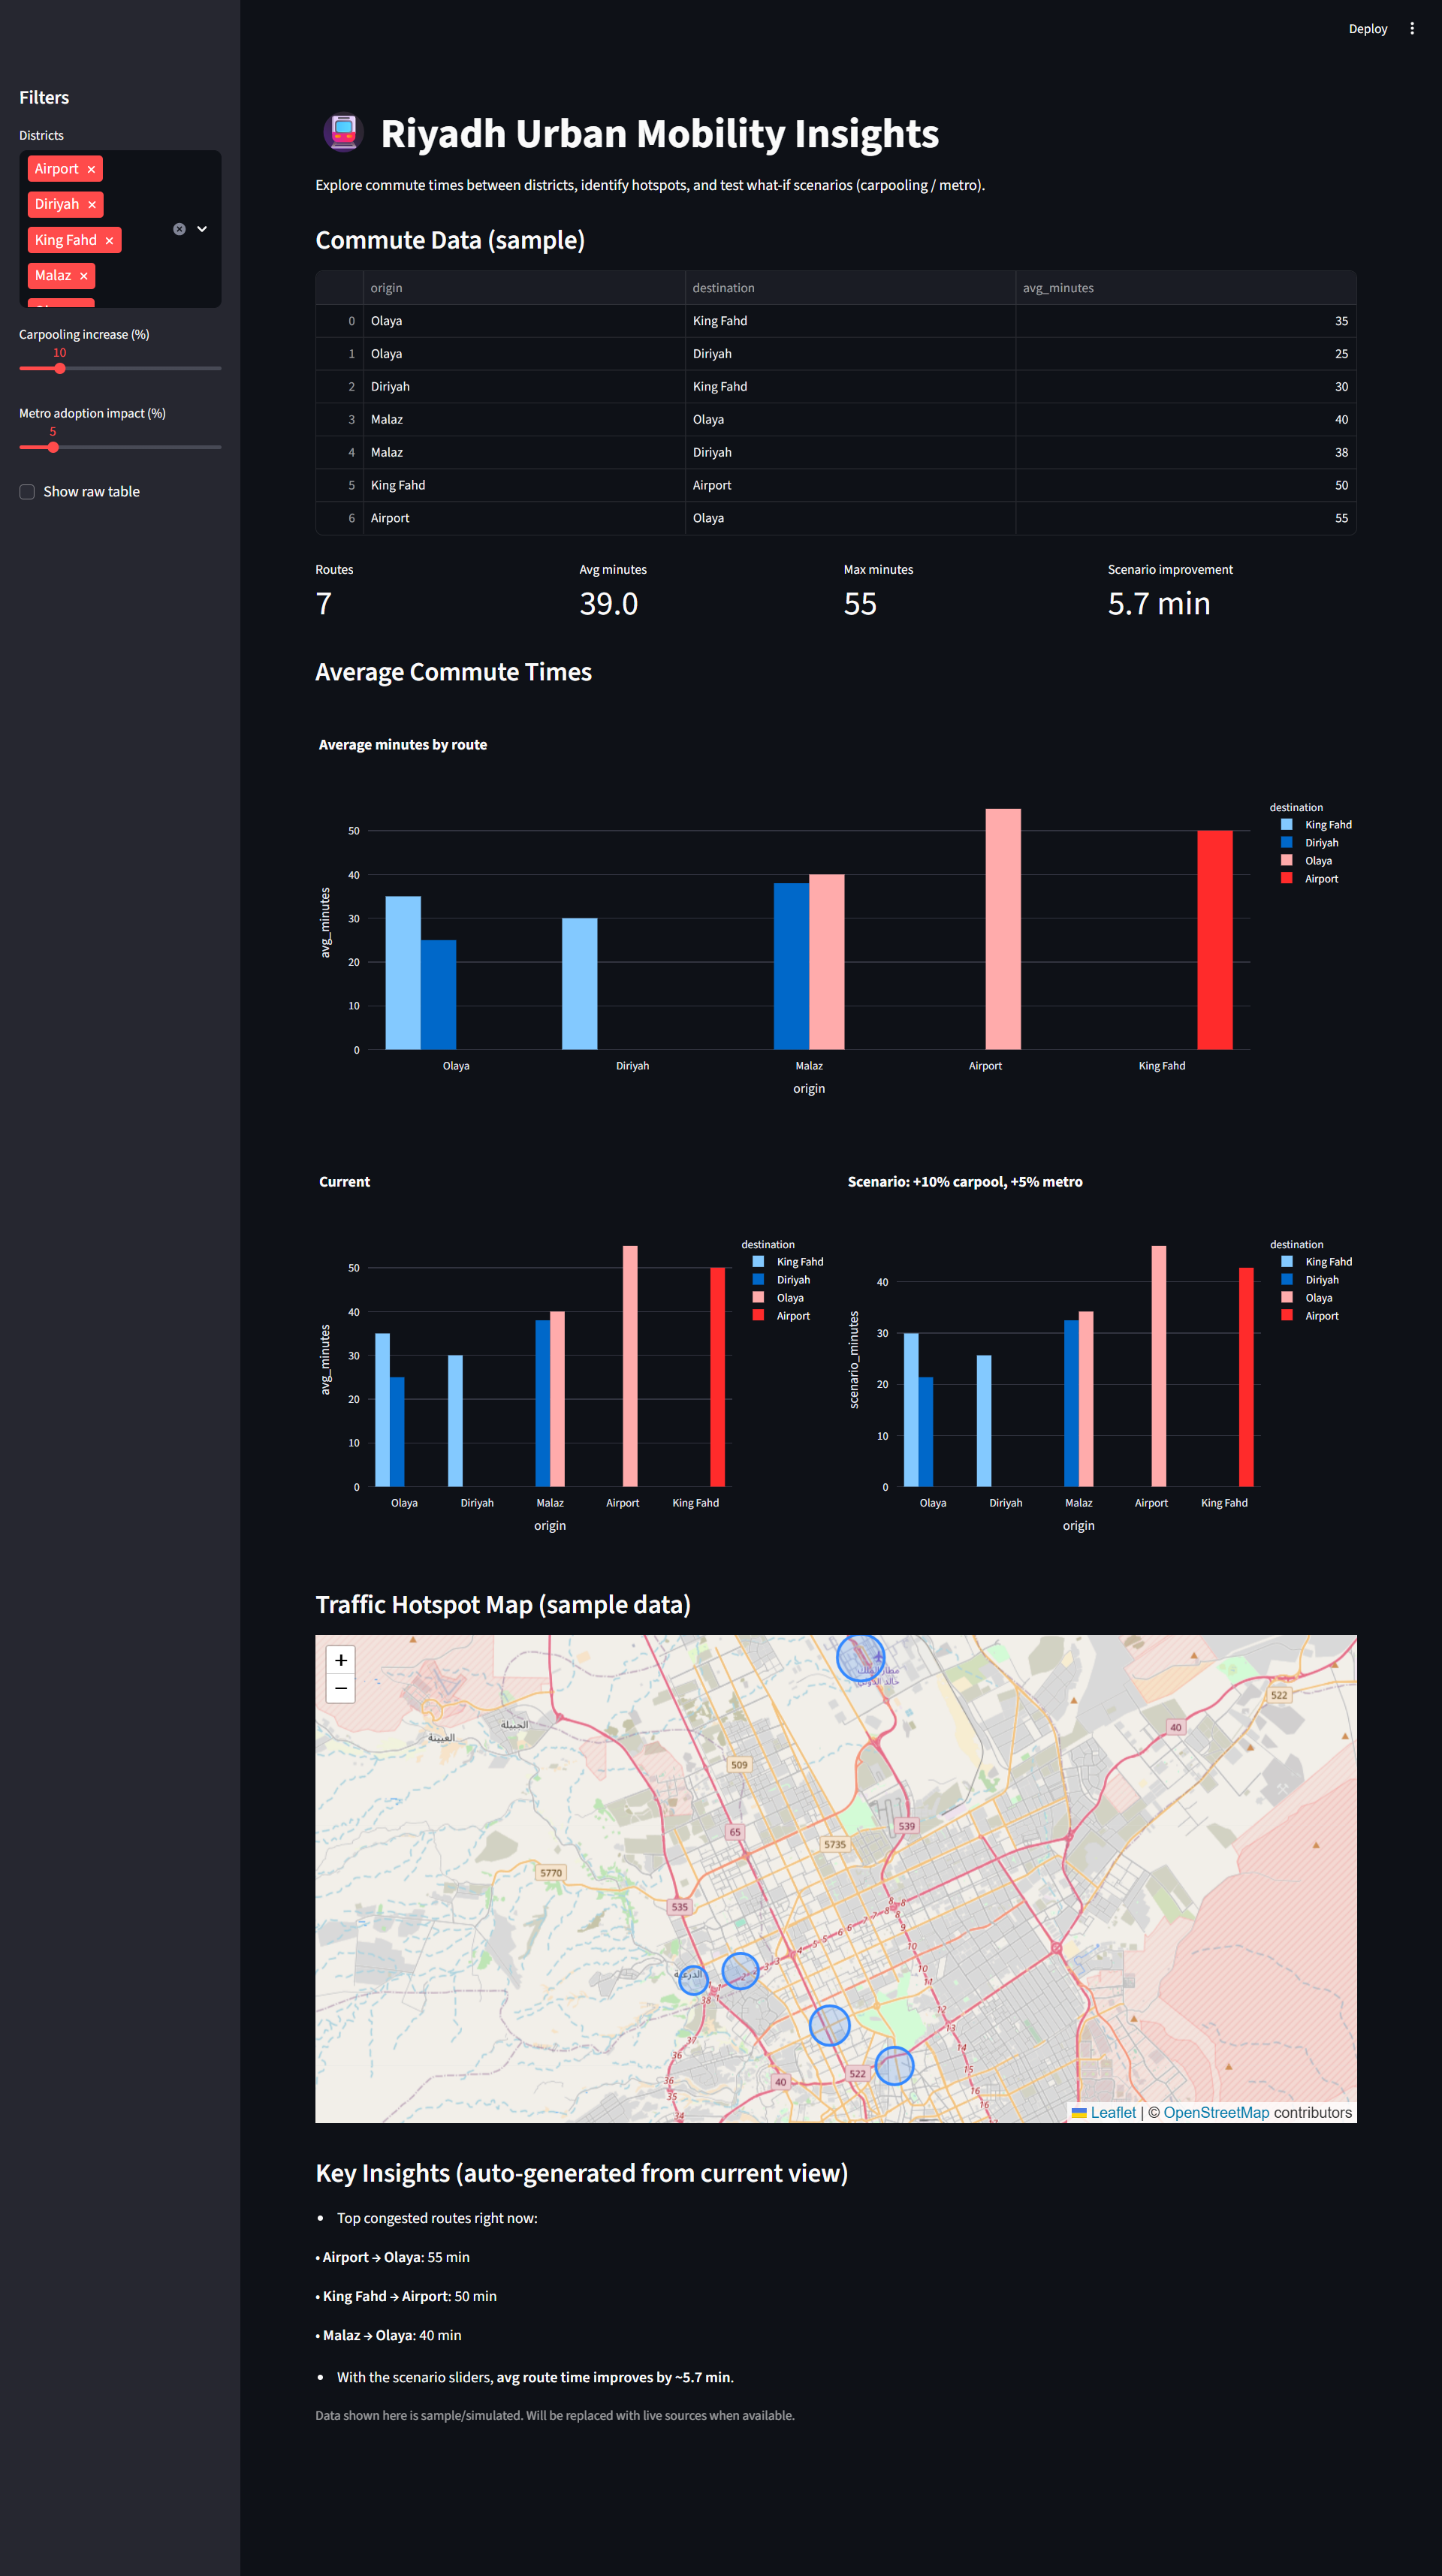 Deploy
Filters
Districts
Airport ×
Diriyah ×
King Fahd ×
Malaz ×
Carpooling increase (%)
10
Metro adoption impact (%)
5
Show raw table
Riyadh Urban Mobility Insights
Explore commute times between districts, identify hotspots, and test what-if scenarios (carpooling / metro).
Commute Data (sample)
origin destination avg_minutes
0 Olaya King Fahd 35
1 Olaya Diriyah 25
2 Diriyah King Fahd 30
3 Malaz Olaya 40
4 Malaz Diriyah 38
5 King Fahd Airport 50
6 Airport Olaya 55
Routes
7
Avg minutes
39.0
Max minutes
55
Scenario improvement
5.7 min
Average Commute Times
Average minutes by route
avg_minutes
50
40
30
20
10
0
Olaya Diriyah Malaz Airport King Fahd
origin
destination
King Fahd
Diriyah
Olaya
Airport
Current
avg_minutes
50
40
30
20
10
0
Olaya Diriyah Malaz Airport King Fahd
origin
destination
King Fahd
Diriyah
Olaya
Airport
Scenario: +10% carpool, +5% metro
scenario_minutes
40
30
20
10
0
Olaya Diriyah Malaz Airport King Fahd
origin
destination
King Fahd
Diriyah
Olaya
Airport
Traffic Hotspot Map (sample data)
+
−
مطار الملك
خالد الدولي
522
40
الجبيلة
العيينة
509
65
539
5735
5770
535
الدرعية
522
40
Leaflet | © OpenStreetMap contributors
Key Insights (auto-generated from current view)
• Top congested routes right now:
• Airport → Olaya: 55 min
• King Fahd → Airport: 50 min
• Malaz → Olaya: 40 min
• With the scenario sliders, avg route time improves by ~5.7 min.
Data shown here is sample/simulated. Will be replaced with live sources when available.